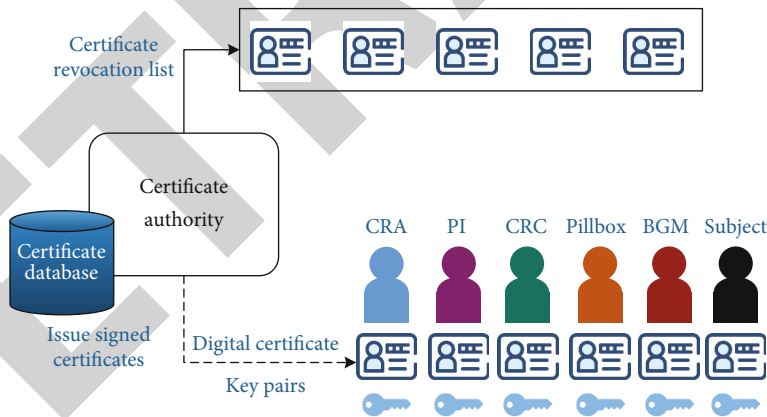 Certificate
revocation list
Certificate
authority
Certificate
database
Issue signed
certificates
Digital certificate
Key pairs
CRA PI CRC Pillbox BGM Subject